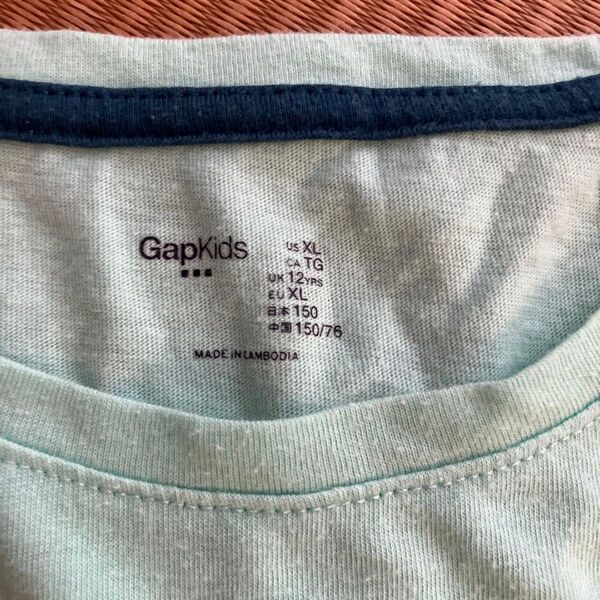 GapKids
US XL
CA TG
UK 12YRS
EU XL
日本 150
中国 150/76
MADE IN CAMBODIA